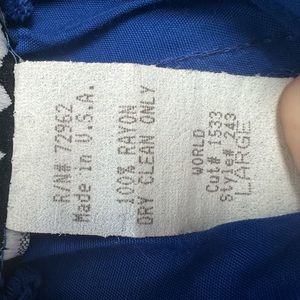 R/N# 72962
Made in U.S.A.
100% RAYON
DRY CLEAN ONLY
WORLD
Cut# 1533
Style# 243
LARGE